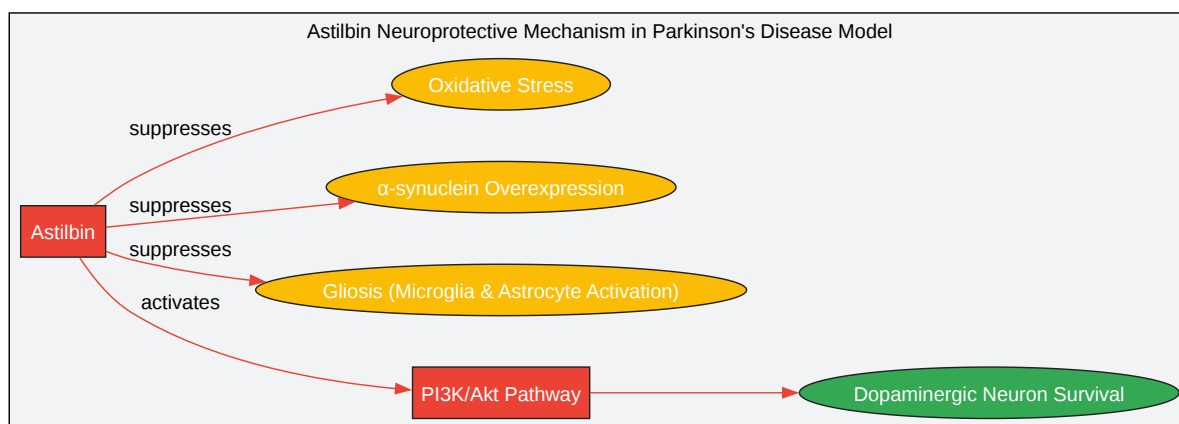 Astilbin Neuroprotective Mechanism in Parkinson's Disease Model
Oxidative Stress
suppresses
α-synuclein Overexpression
suppresses
Astilbin
suppresses
Gliosis (Microglia & Astrocyte Activation)
activates
PI3K/Akt Pathway
Dopaminergic Neuron Survival